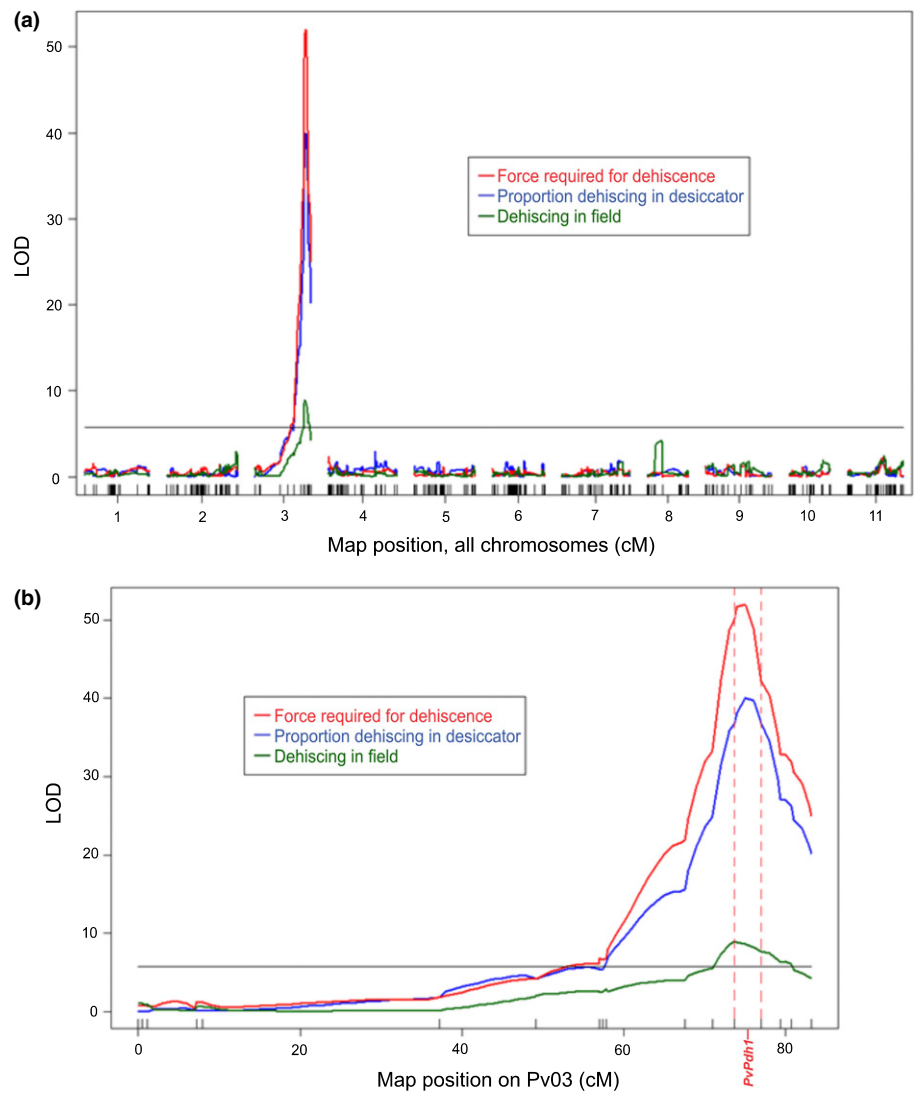 (a)
50
40
30
20
10
0
LOD
Force required for dehiscence
Proportion dehiscing in desiccator
Dehiscing in field
1 2 3 4 5 6 7 8 9 10 11
Map position, all chromosomes (cM)
(b)
50
40
30
20
10
0
LOD
Force required for dehiscence
Proportion dehiscing in desiccator
Dehiscing in field
0 20 40 60 80
PvPdh1
Map position on Pv03 (cM)